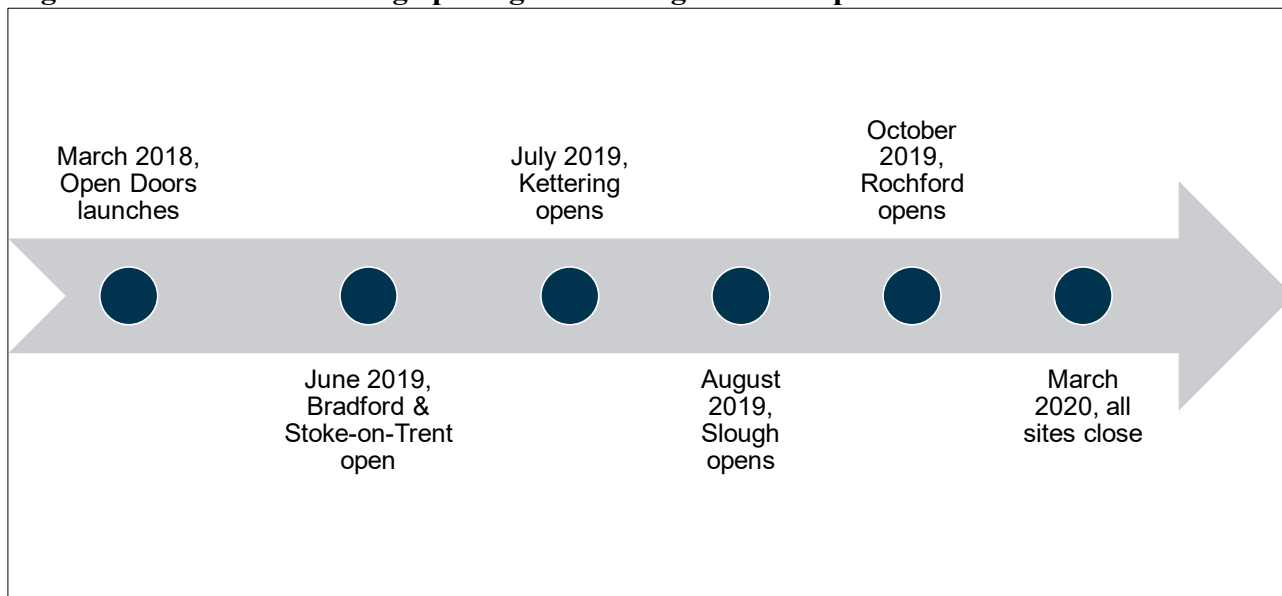 March 2018,
Open Doors
launches
June 2019,
Bradford &
Stoke-on-Trent
open
July 2019,
Kettering
opens
August
2019,
Slough
opens
October
2019,
Rochford
opens
March
2020, all
sites close